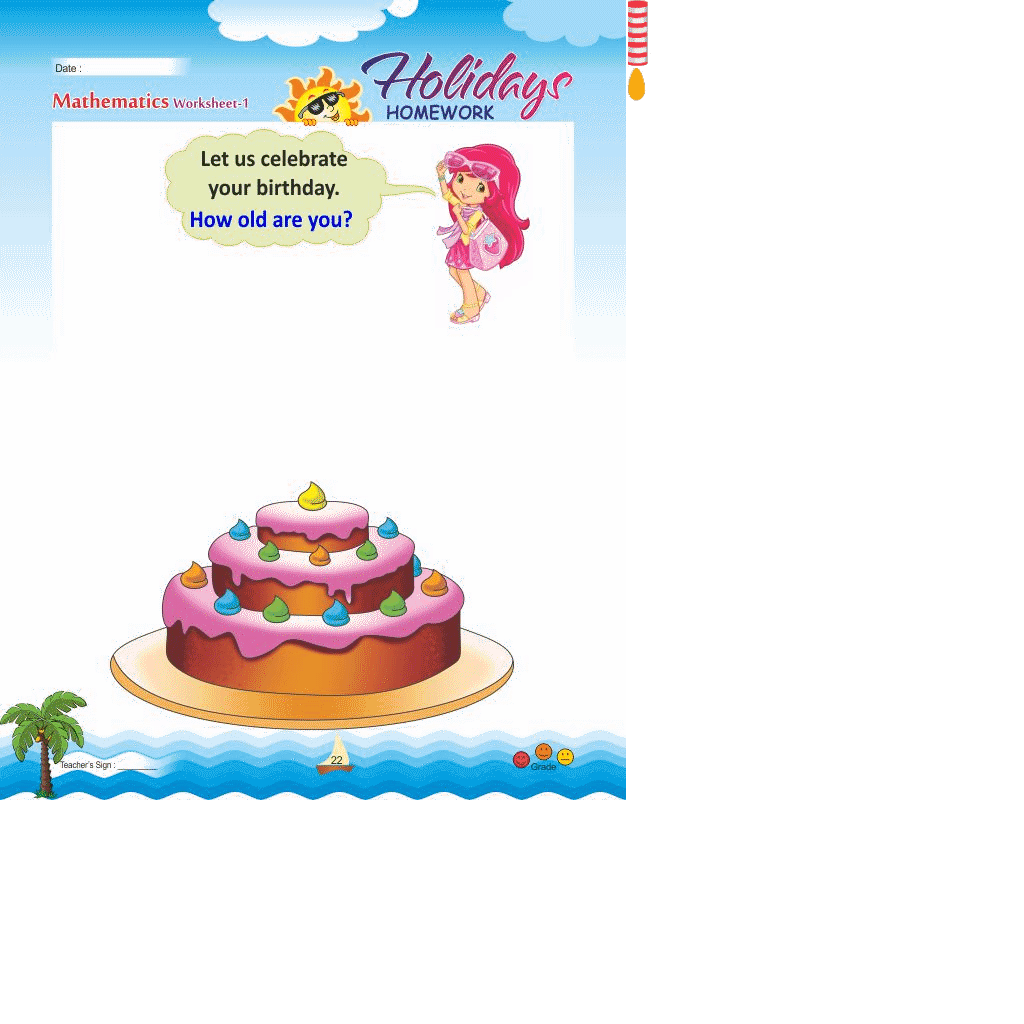 Date :
Holidays
HOMEWORK
Mathematics Worksheet-1
Let us celebrate
your birthday.
How old are you?
Teacher's Sign : ________
22
Grade